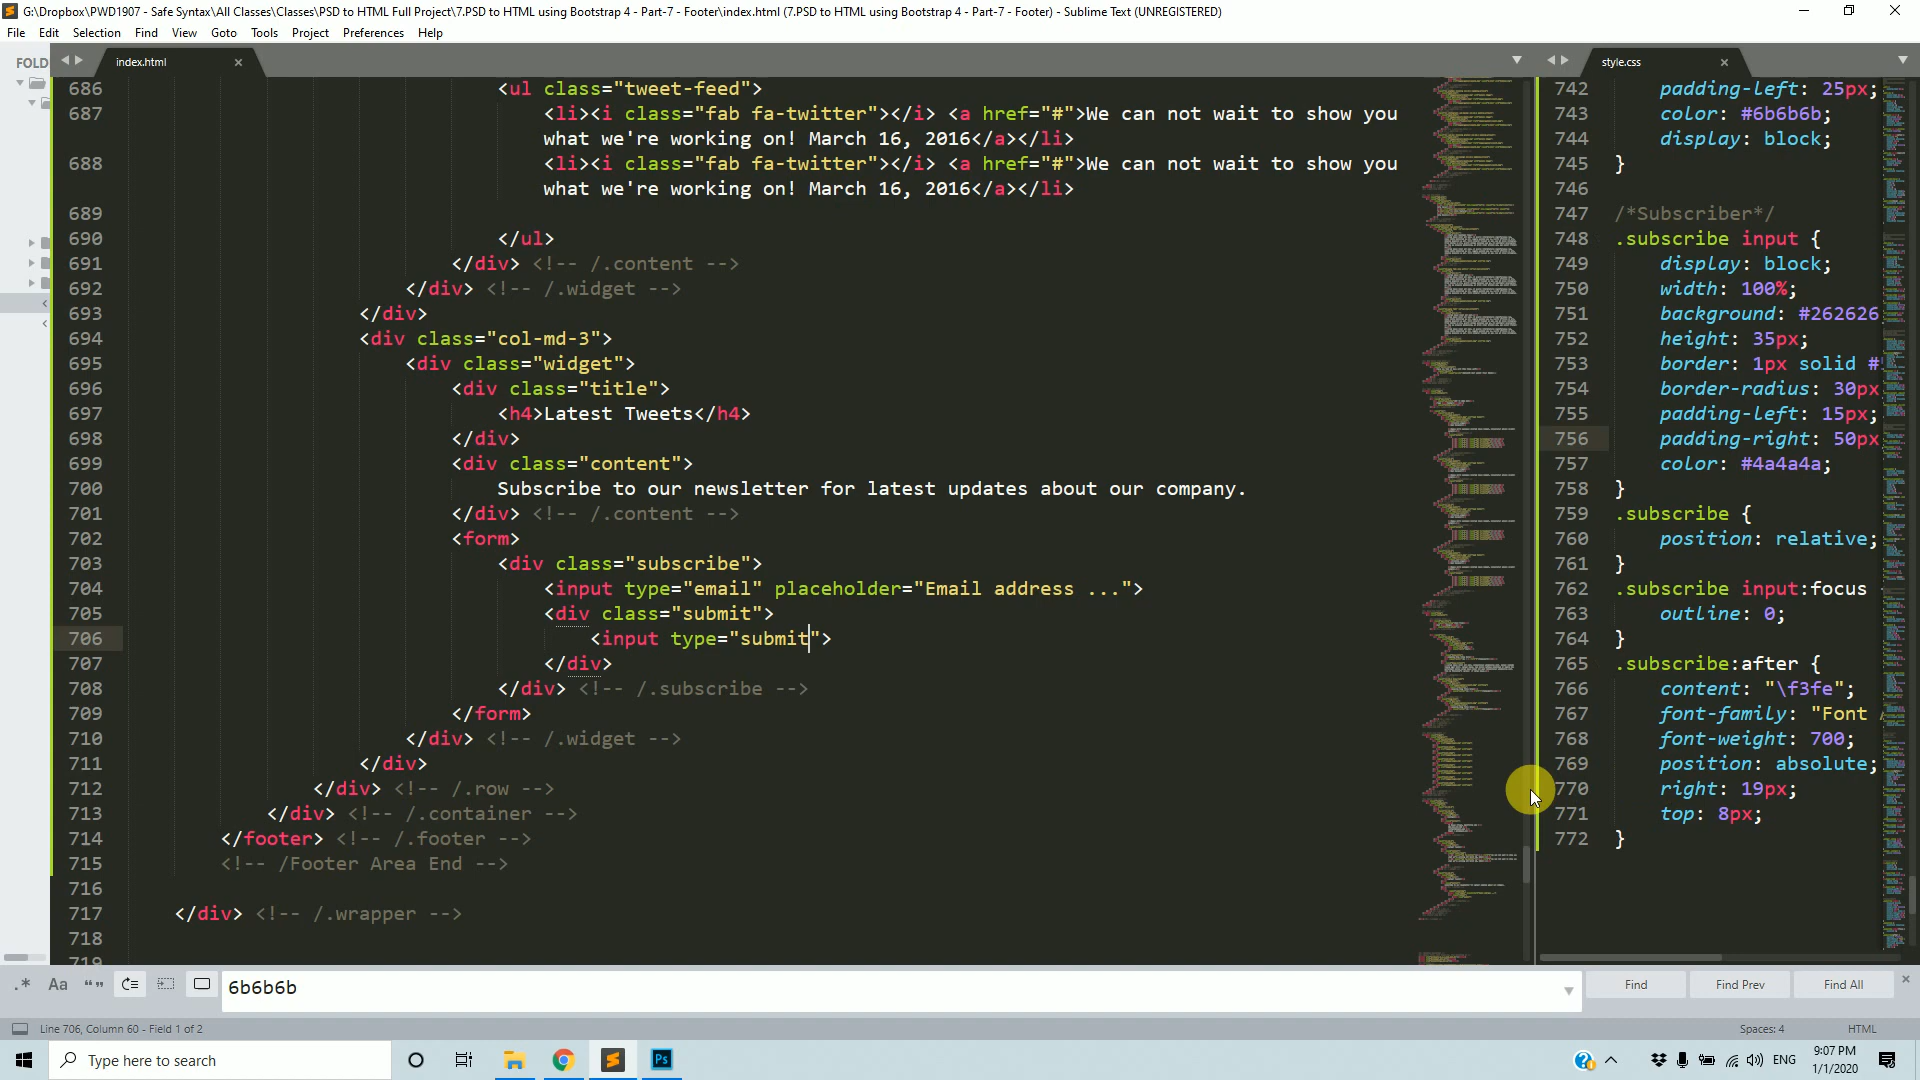 G:\Dropbox\PWD1907 - Safe Syntax\All Classes\Classes\PSD to HTML Full Project\7.PSD to HTML using Bootstrap 4 - Part-7 - Footer\index.html (7.PSD to HTML using Bootstrap 4 - Part-7 - Footer) - Sublime Text (UNREGISTERED)
File Edit Selection Find View Goto Tools Project Preferences Help
FOLD
index.html
686 <ul class="tweet-feed">
687 <li><i class="fab fa-twitter"></i> <a href="#">We can not wait to show you
what we're working on! March 16, 2016</a></li>
688 <li><i class="fab fa-twitter"></i> <a href="#">We can not wait to show you
what we're working on! March 16, 2016</a></li>
689
690 </ul>
691 </div> <!-- /.content -->
692 </div> <!-- /.widget -->
693 </div>
694 <div class="col-md-3">
695 <div class="widget">
696 <div class="title">
697 <h4>Latest Tweets</h4>
698 </div>
699 <div class="content">
700 Subscribe to our newsletter for latest updates about our company.
701 </div> <!-- /.content -->
702 <form>
703 <div class="subscribe">
704 <input type="email" placeholder="Email address ...">
705 <div class="submit">
706 <input type="submit">
707 </div>
708 </div> <!-- /.subscribe -->
709 </form>
710 </div> <!-- /.widget -->
711 </div>
712 </div> <!-- /.row -->
713 </div> <!-- /.container -->
714 </footer> <!-- /.footer -->
715 <!-- /Footer Area End -->
716
717 </div> <!-- /.wrapper -->
718
719
style.css
742 padding-left: 25px;
743 color: #6b6b6b;
744 display: block;
745 }
746
747 /*Subscriber*/
748 .subscribe input {
749 display: block;
750 width: 100%;
751 background: #262626
752 height: 35px;
753 border: 1px solid #
754 border-radius: 30px
755 padding-left: 15px;
756 padding-right: 50px
757 color: #4a4a4a;
758 }
759 .subscribe {
760 position: relative;
761 }
762 .subscribe input:focus
763 outline: 0;
764 }
765 .subscribe:after {
766 content: "\f3fe";
767 font-family: "Font
768 font-weight: 700;
769 position: absolute;
770 right: 19px;
771 top: 8px;
772 }
.* Aa “”
6b6b6b
Find Find Prev Find All
Line 706, Column 60 - Field 1 of 2
Spaces: 4 HTML
Type here to search
Ps
ENG
9:07 PM
1/1/2020